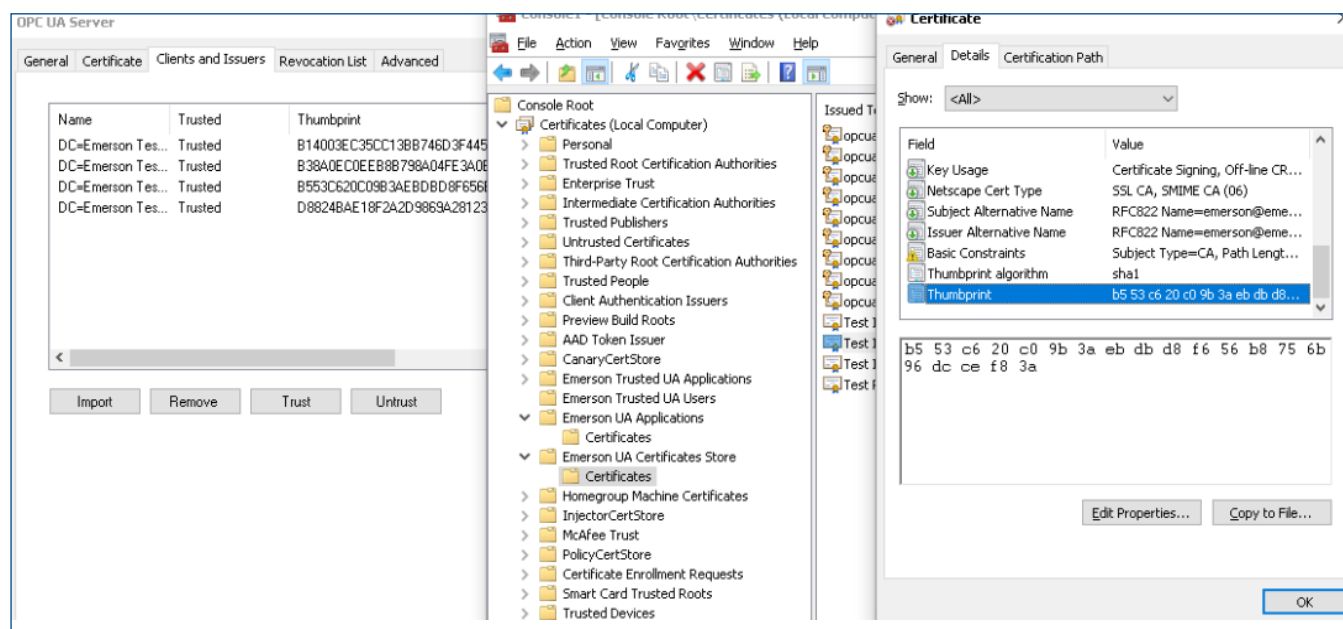 OPC UA Server
General Certificate Clients and Issuers Revocation List Advanced
Name Trusted Thumbprint
DC=Emerson Tes... Trusted B14003EC35CC13BB746D3F445
DC=Emerson Tes... Trusted B38A0EC0EEB8B798A04FE3A0E
DC=Emerson Tes... Trusted B553C620C09B3AEBDBD8F656
DC=Emerson Tes... Trusted D8824BAE18F2A2D9869A28123
Import Remove Trust Untrust
Console1 - [Console Root\Certificates (Local Comput
File Action View Favorites Window Help
Console Root
Certificates (Local Computer)
Personal
Trusted Root Certification Authorities
Enterprise Trust
Intermediate Certification Authorities
Trusted Publishers
Untrusted Certificates
Third-Party Root Certification Authorities
Trusted People
Client Authentication Issuers
Preview Build Roots
AAD Token Issuer
CanaryCertStore
Emerson Trusted UA Applications
Emerson Trusted UA Users
Emerson UA Applications
Certificates
Emerson UA Certificates Store
Certificates
Homegroup Machine Certificates
InjectorCertStore
McAfee Trust
PolicyCertStore
Certificate Enrollment Requests
Smart Card Trusted Roots
Trusted Devices
Issued T
opcua
opcua
opcua
opcua
opcua
opcua
opcua
opcua
opcua
Test
Test
Test
Test
Certificate
General Details Certification Path
Show: <All>
Field Value
Key Usage Certificate Signing, Off-line CR...
Netscape Cert Type SSL CA, SMIME CA (06)
Subject Alternative Name RFC822 Name=emerson@eme...
Issuer Alternative Name RFC822 Name=emerson@eme...
Basic Constraints Subject Type=CA, Path Lengt...
Thumbprint algorithm sha1
Thumbprint b5 53 c6 20 c0 9b 3a eb db d8...
b5 53 c6 20 c0 9b 3a eb db d8 f6 56 b8 75 6b
96 dc ce f8 3a
Edit Properties... Copy to File...
OK